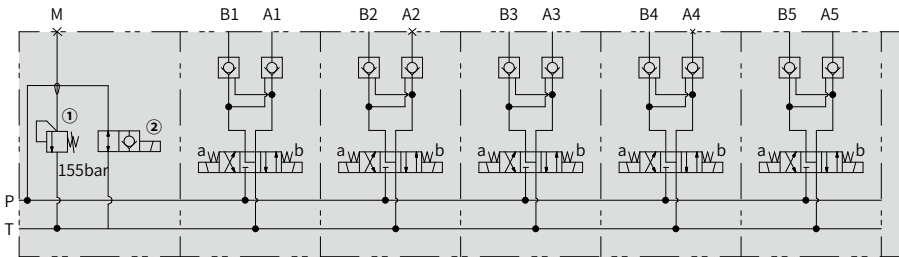 M B1 A1 B2 A2 B3 A3 B4 A4 B5 A5
① ②
a b a b a b a b a b
155bar
P
T